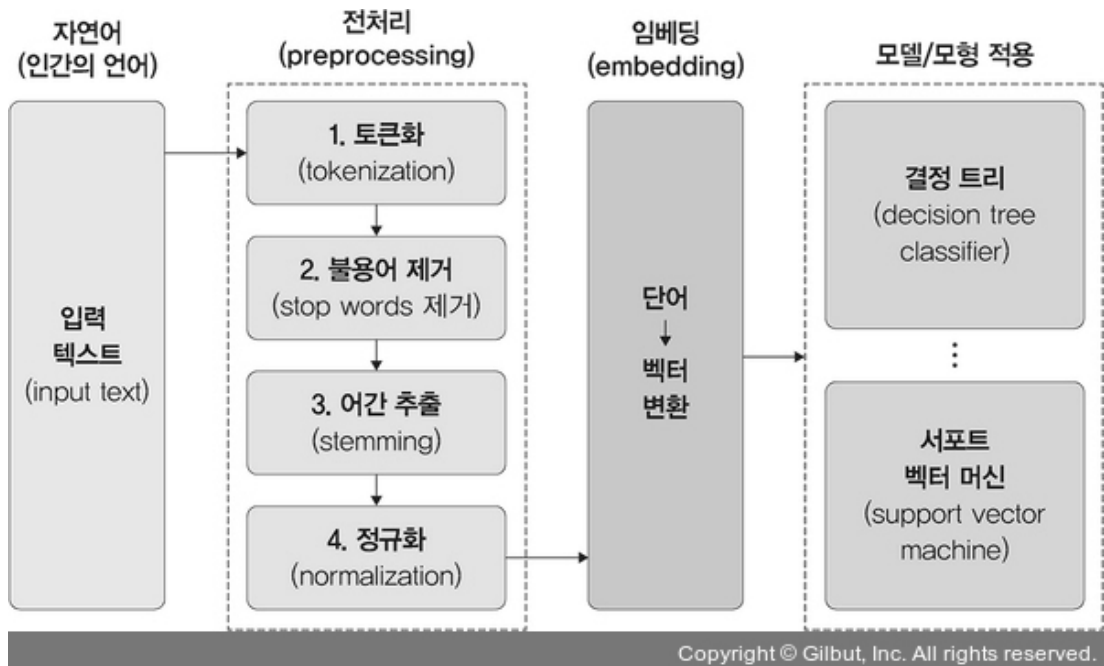 자연어
(인간의 언어)
입력
텍스트
(input text)
전처리
(preprocessing)
1. 토큰화
(tokenization)
2. 불용어 제거
(stop words 제거)
3. 어간 추출
(stemming)
4. 정규화
(normalization)
임베딩
(embedding)
단어
벡터
변환
모델/모형 적용
결정 트리
(decision tree
classifier)
서포트
벡터 머신
(support vector
machine)
Copyright © Gilbut, Inc. All rights reserved.